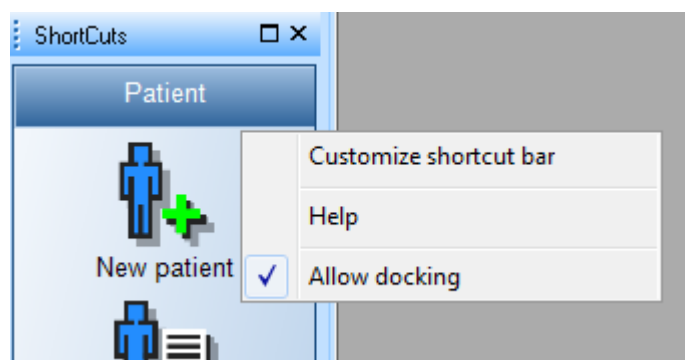 ShortCuts
Patient
Customize shortcut bar
Help
New patient
Allow docking